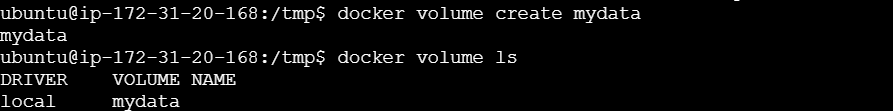 ubuntu@ip-172-31-20-168:/tmp$ docker volume create mydata
mydata
ubuntu@ip-172-31-20-168:/tmp$ docker volume ls
DRIVER    VOLUME NAME
local     mydata